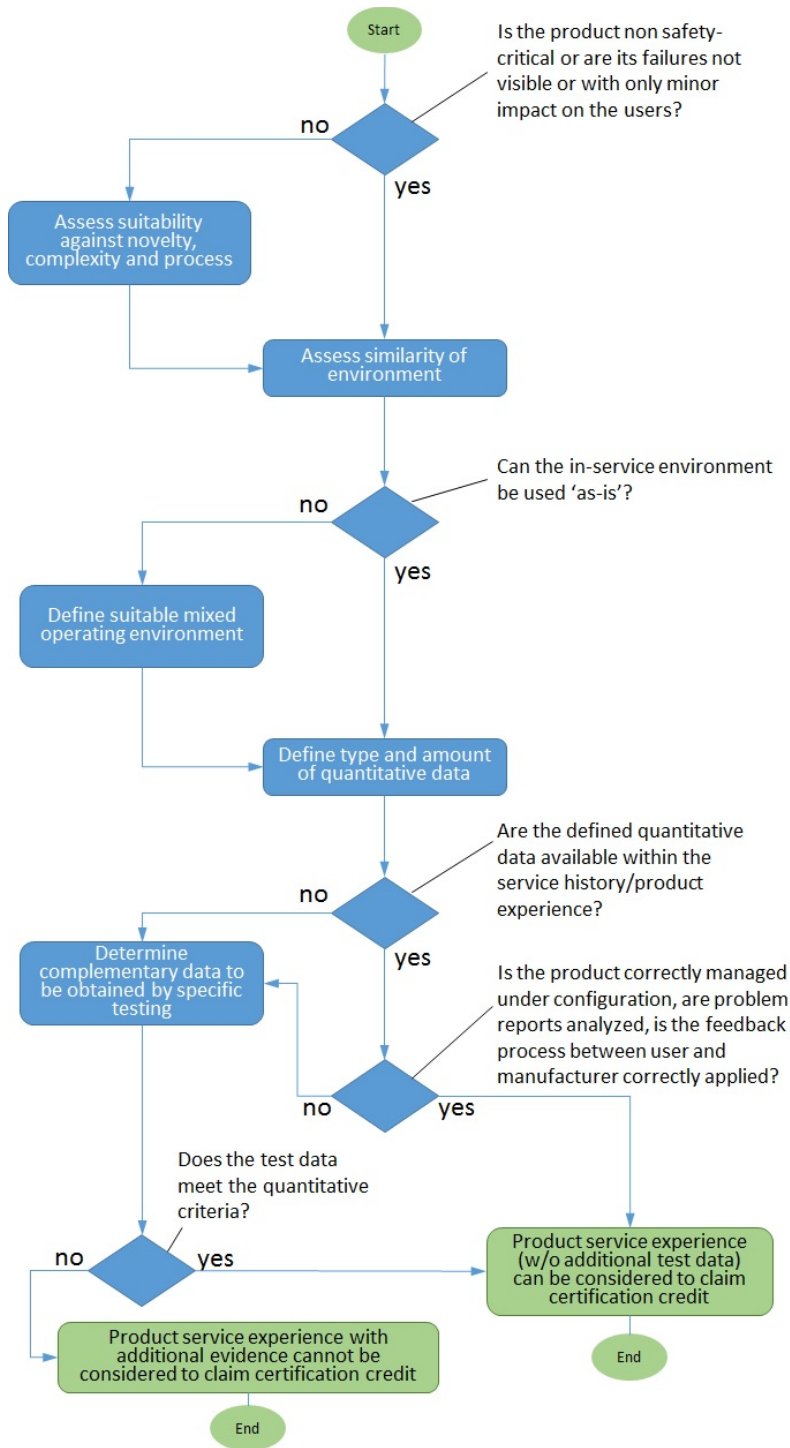 Start
Is the product non safety-
critical or are its failures not
visible or with only minor
impact on the users?
no
yes
Assess suitability
against novelty,
complexity and process
Assess similarity of
environment
Can the in-service environment
be used ‘as-is’?
no
yes
Define suitable mixed
operating environment
Define type and amount
of quantitative data
Are the defined quantitative
data available within the
service history/product
experience?
no
yes
Determine
complementary data to
be obtained by specific
testing
Is the product correctly managed
under configuration, are problem
reports analyzed, is the feedback
process between user and
manufacturer correctly applied?
no
yes
Does the test data
meet the quantitative
criteria?
no
yes
Product service experience
(w/o additional test data)
can be considered to claim
certification credit
Product service experience with
additional evidence cannot be
considered to claim certification credit
End
End